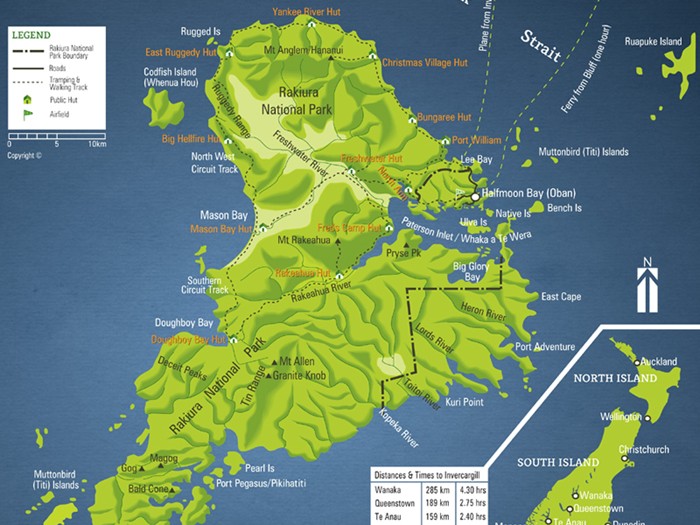 Yankee River Hut
Rugged Is
LEGEND
Rakiura National
Park Boundary
Roads
Tramping &
Walking Track
Public Hut
Airfield
0 5 10km
Copyright ©
East Ruggedy Hut
Mt Anglem/Hananui
Christmas Village Hut
Plane from Inv
Strait
Ferry from Bluff (one hour)
Ruapuke Is
Codfish Island
(Whenua Hou)
Ruggedy Range
Rakiura
National Park
Bungaree Hut
Big Hellfire Hut
Port William
North West
Circuit Track
Freshwater River
Freshwater Hut
North Arm
Lee Bay
Muttonbird (Titi) Islands
Halfmoon Bay (Oban)
Native Is
Bench Is
Ulve Is
Mason Bay
Mason Bay Hut
Freds Camp Hut
Paterson Inlet / Whaka a Te Wera
Mt Rakeahua
Pryse Pk
Big Glory
Bay
N
Rakeahua Hut
Rakeahua River
Southern
Circuit Track
East Cape
Heron River
Doughboy Bay
Doughboy Bay Hut
Lords River
Port Adventure
Deceit Peaks
Rakiura National Park
Tin Range
Mt Allen
Granite Knob
Toitoi River
Kuri Point
Kopeka River
Auckland
NORTH ISLAND
Wellington
Christchurch
SOUTH ISLAND
Magog
Gog
Bald Cone
Pearl Is
Port Pegasus/Pikihatiti
Muttonbird
(Titi) Islands
Distances & Times to Invercargill
Wanaka 285 km 4.30 hrs
Queenstown 189 km 2.75 hrs
Te Anau 159 km 2.40 hrs
Wanaka
Queenstown
Te Anau
Dunedin